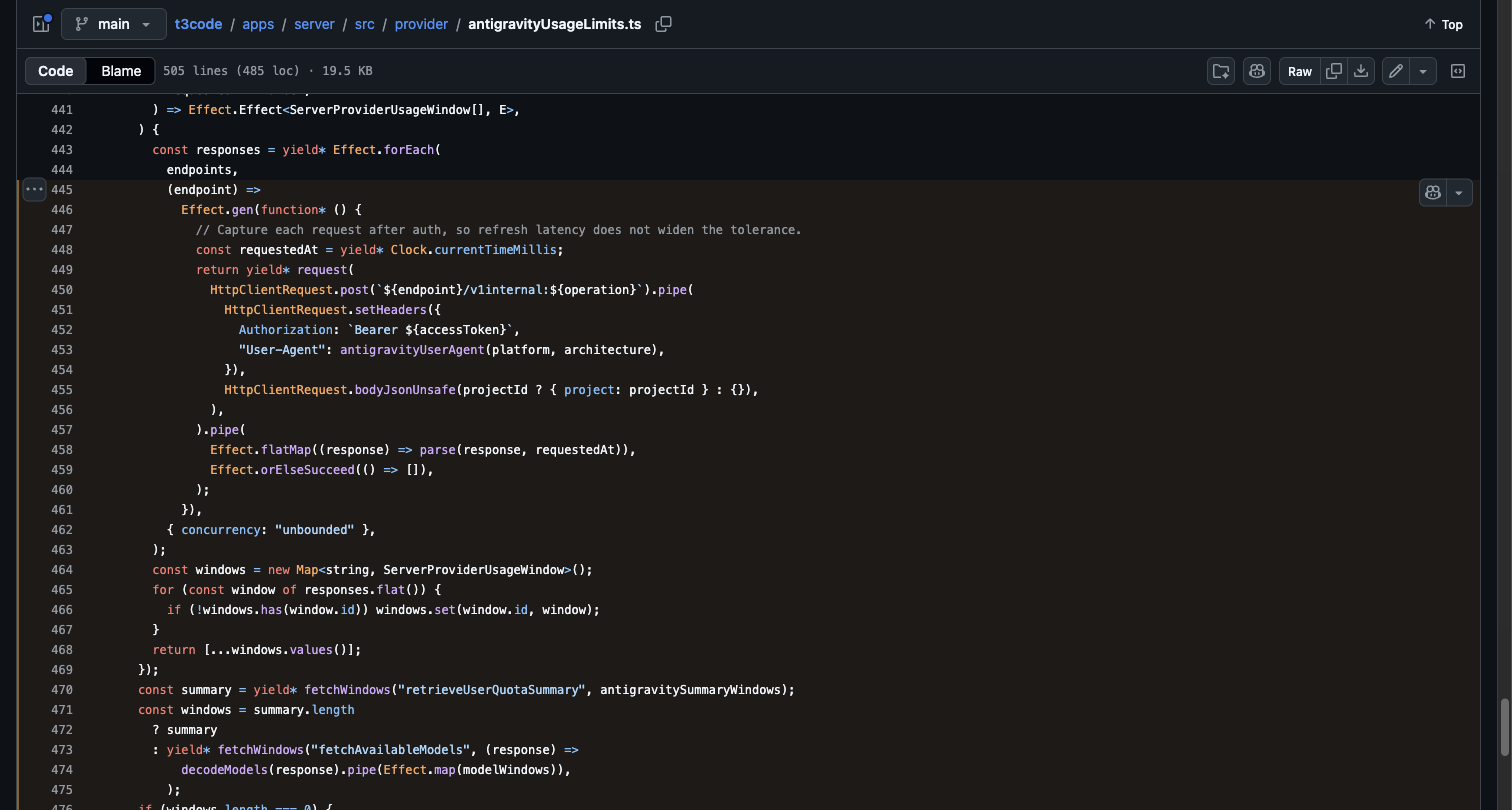 main t3code / apps / server / src / provider / antigravityUsageLimits.ts Top
Code Blame 505 lines (485 loc) · 19.5 KB Raw
441 ) => Effect.Effect<ServerProviderUsageWindow[], E>,
442 ) {
443 const responses = yield* Effect.forEach(
444 endpoints,
445 (endpoint) =>
446 Effect.gen(function* () {
447 // Capture each request after auth, so refresh latency does not widen the tolerance.
448 const requestedAt = yield* Clock.currentTimeMillis;
449 return yield* request(
450 HttpClientRequest.post(`${endpoint}/v1internal:${operation}`).pipe(
451 HttpClientRequest.setHeaders({
452 Authorization: `Bearer ${accessToken}`,
453 "User-Agent": antigravityUserAgent(platform, architecture),
454 }),
455 HttpClientRequest.bodyJsonUnsafe(projectId ? { project: projectId } : {}),
456 ),
457 ).pipe(
458 Effect.flatMap((response) => parse(response, requestedAt)),
459 Effect.orElseSucceed(() => []),
460 );
461 }),
462 { concurrency: "unbounded" },
463 );
464 const windows = new Map<string, ServerProviderUsageWindow>();
465 for (const window of responses.flat()) {
466 if (!windows.has(window.id)) windows.set(window.id, window);
467 }
468 return [...windows.values()];
469 });
470 const summary = yield* fetchWindows("retrieveUserQuotaSummary", antigravitySummaryWindows);
471 const windows = summary.length
472 ? summary
473 : yield* fetchWindows("fetchAvailableModels", (response) =>
474 decodeModels(response).pipe(Effect.map(modelWindows)),
475 );
476 if (windows.length === 0) {